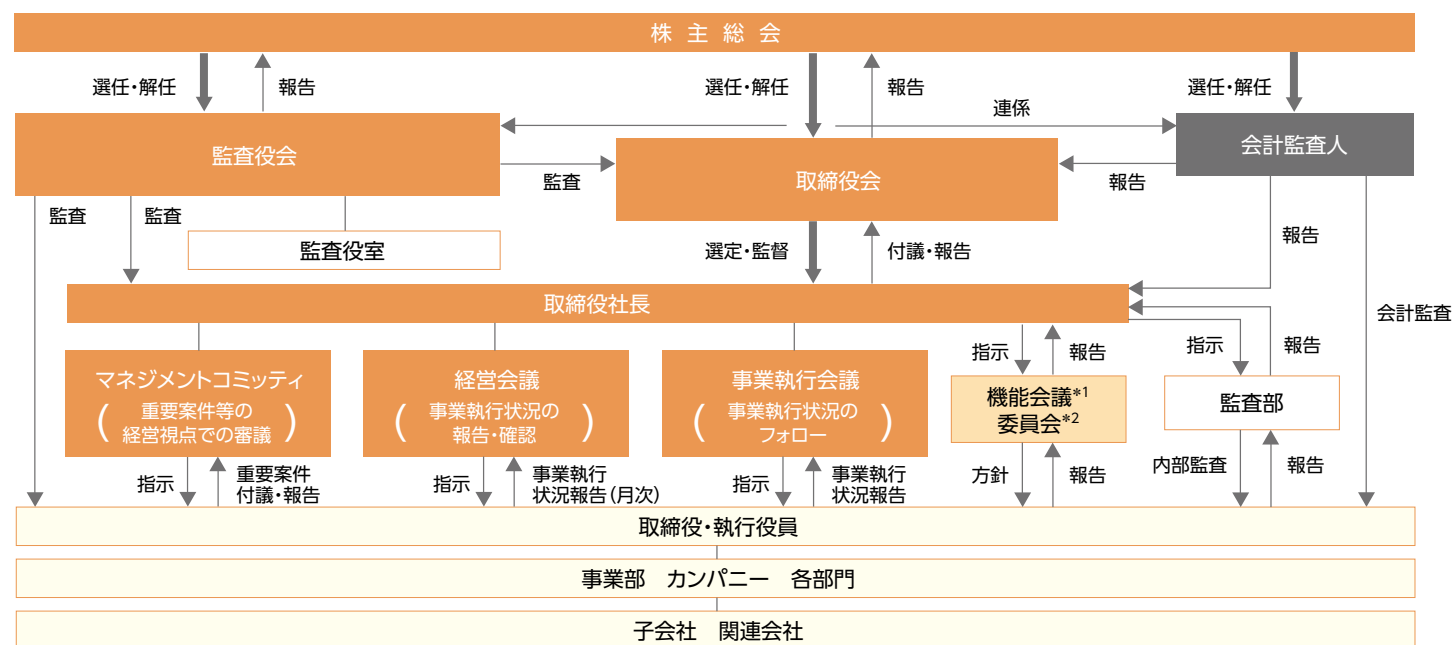 株主総会
選任・解任
報告
選任・解任
報告
選任・解任
連係
監査役会
取締役会
会計監査人
監査
報告
監査
監査
監査役室
選定・監督
付議・報告
報告
取締役社長
会計監査
指示
報告
指示
報告
マネジメントコミッティ
(重要案件等の
経営視点での審議)
経営会議
(事業執行状況の
報告・確認)
事業執行会議
(事業執行状況の
フォロー)
機能会議*1
委員会*2
監査部
指示
重要案件
付議・報告
指示
事業執行
状況報告(月次)
指示
事業執行
状況報告
方針
報告
内部監査
報告
取締役・執行役員
事業部 カンパニー 各部門
子会社 関連会社